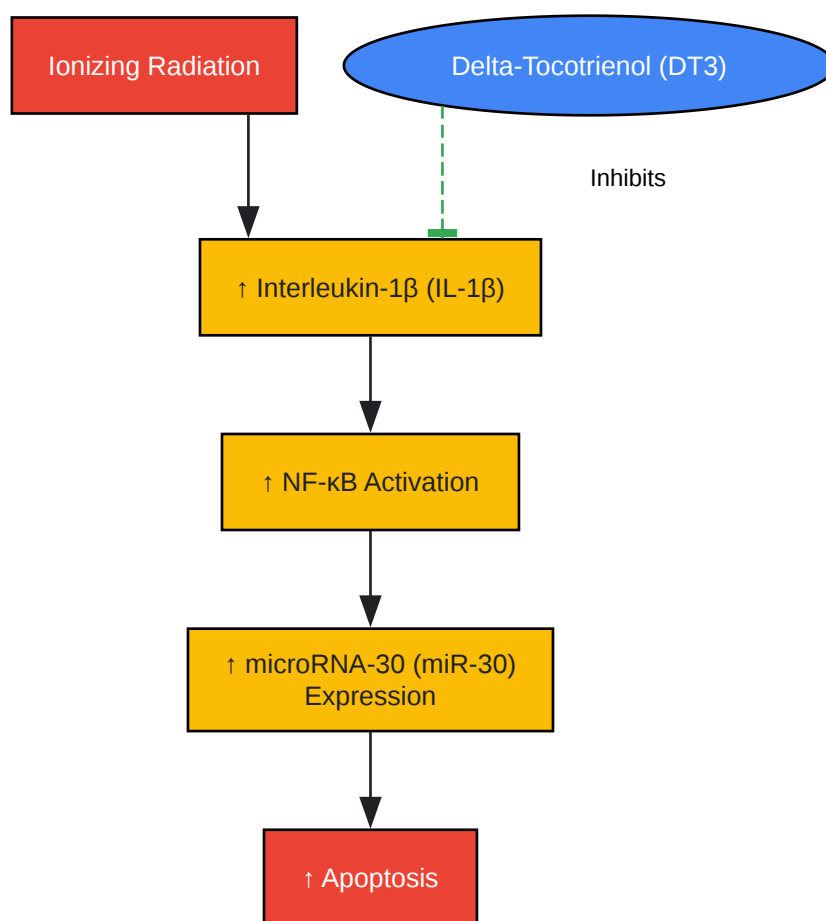 Ionizing Radiation
Delta-Tocotrienol (DT3)
Inhibits
↑ Interleukin-1β (IL-1β)
↑ NF-κB Activation
↑ microRNA-30 (miR-30)
Expression
↑ Apoptosis